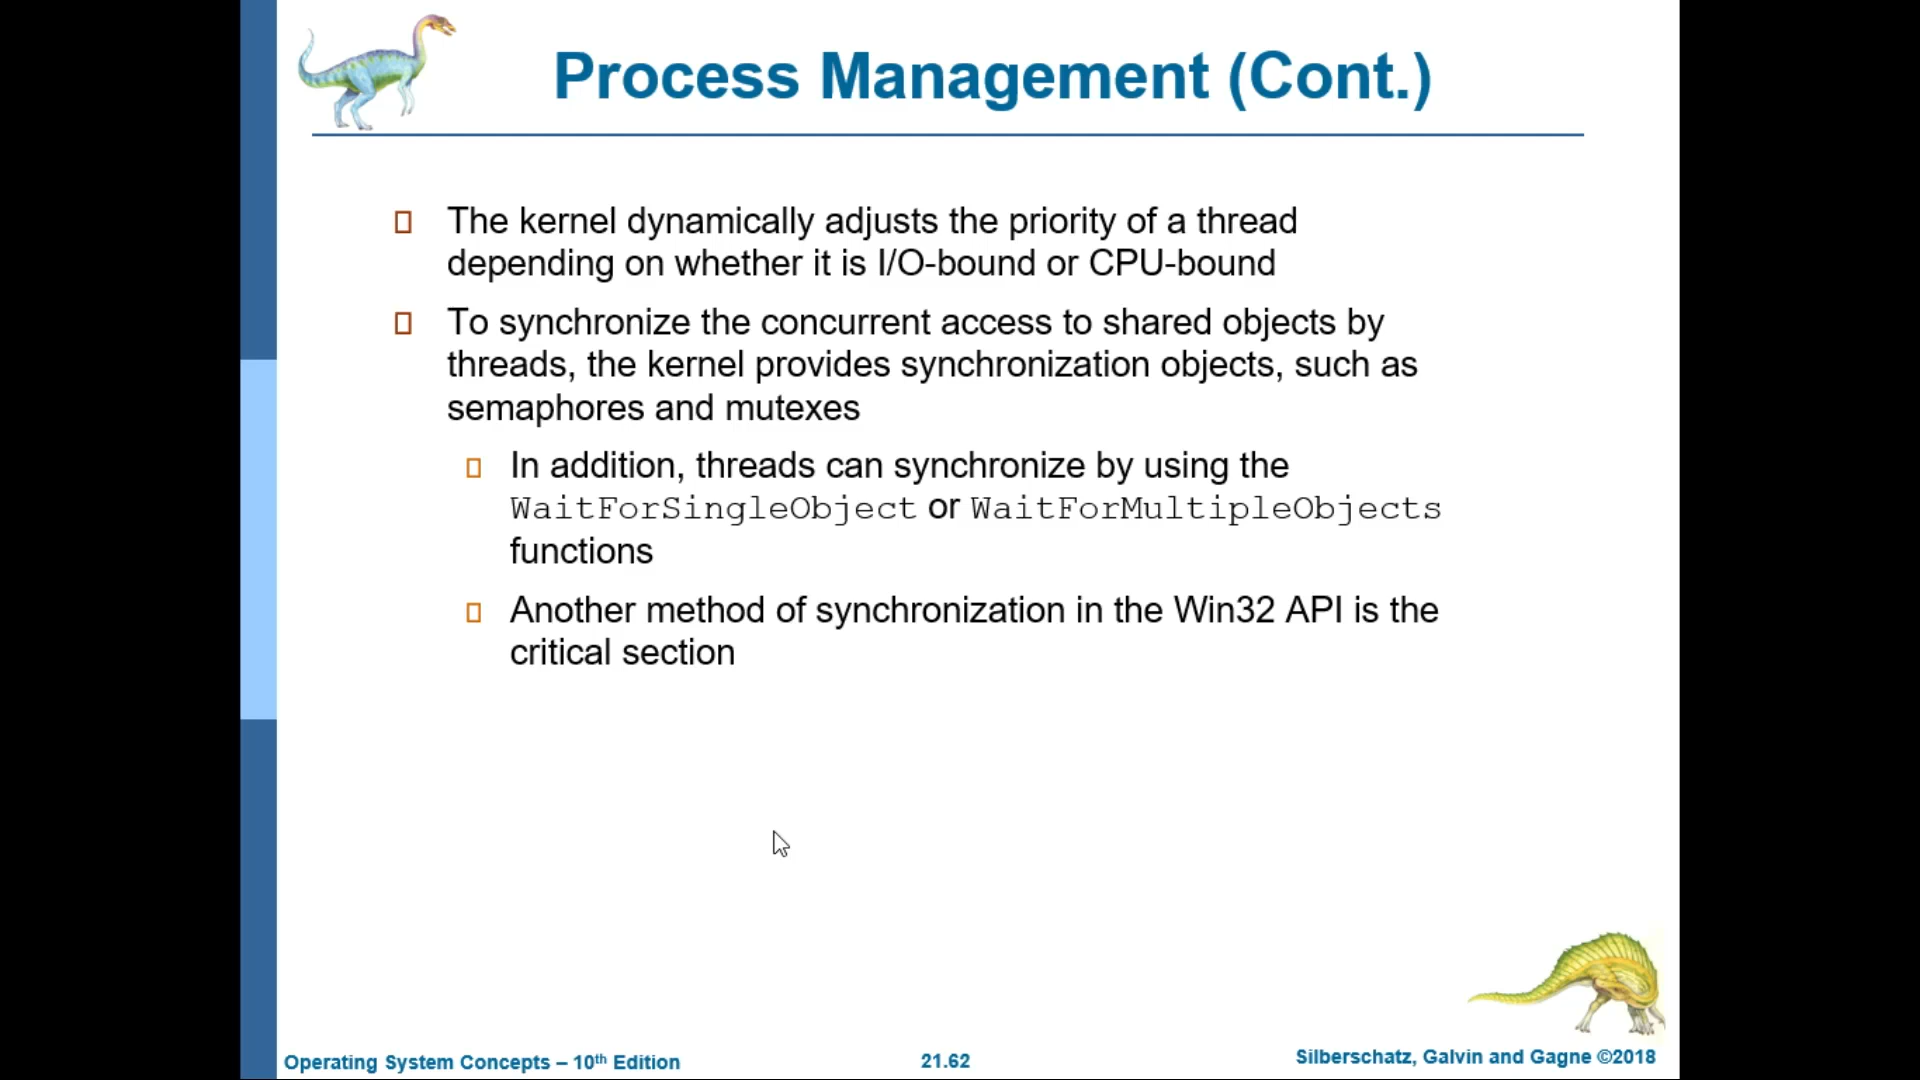 Process Management (Cont.)
The kernel dynamically adjusts the priority of a thread
depending on whether it is I/O-bound or CPU-bound
To synchronize the concurrent access to shared objects by
threads, the kernel provides synchronization objects, such as
semaphores and mutexes
In addition, threads can synchronize by using the
WaitForSingleObject or WaitForMultipleObjects
functions
Another method of synchronization in the Win32 API is the
critical section
Operating System Concepts – 10th Edition
21.62
Silberschatz, Galvin and Gagne ©2018